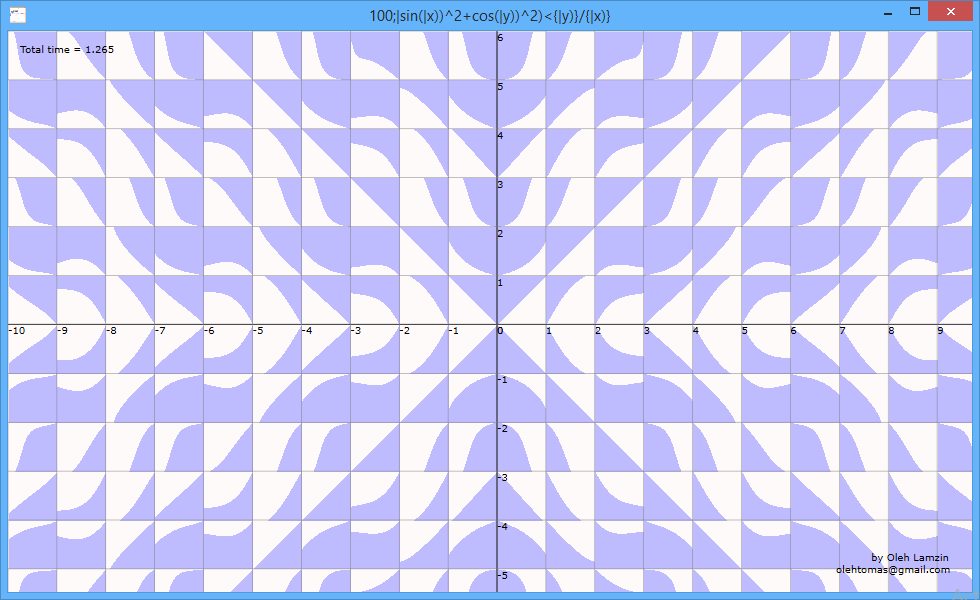 100;|sin(|x))^2+cos(|y))^2)<{|y)}/{|x)}
Total time = 1.265
6
5
4
3
2
1
-10 -9 -8 -7 -6 -5 -4 -3 -2 -1 0 1 2 3 4 5 6 7 8 9
-1
-2
-3
-4
by Oleh Lamzin
olehtomas@gmail.com
-5